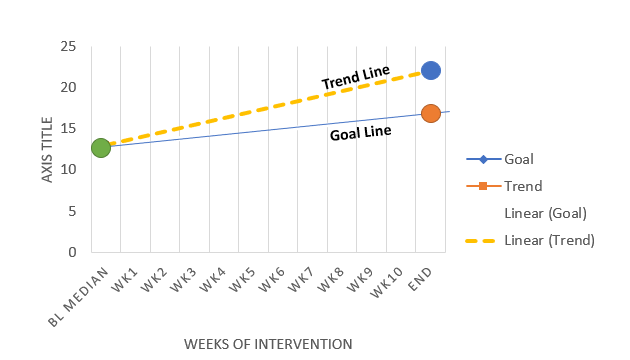 25
20
15
10
5
0
AXIS TITLE
Trend Line
Goal Line
BL MEDIAN
WK1
WK2
WK3
WK4
WK5
WK6
WK7
WK8
WK9
WK10
END
WEEKS OF INTERVENTION
Goal
Trend
Linear (Goal)
Linear (Trend)